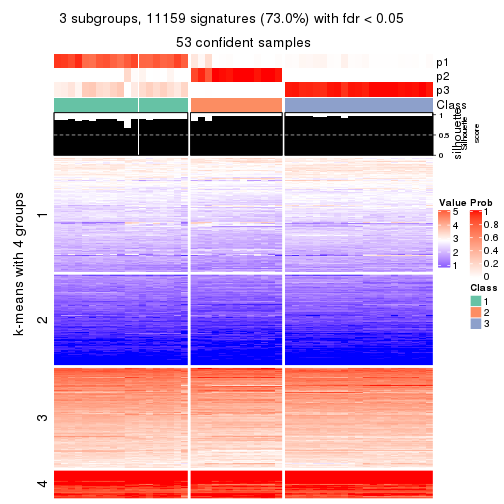 3 subgroups, 11159 signatures (73.0%) with fdr < 0.05
53 confident samples
p1
p2
p3
Class
1
0.5
0
silhouette
Silhouette
score
k-means with 4 groups
1
2
3
4
Value
5
4
3
2
1
Prob
1
0.8
0.6
0.4
0.2
0
Class
1
2
3